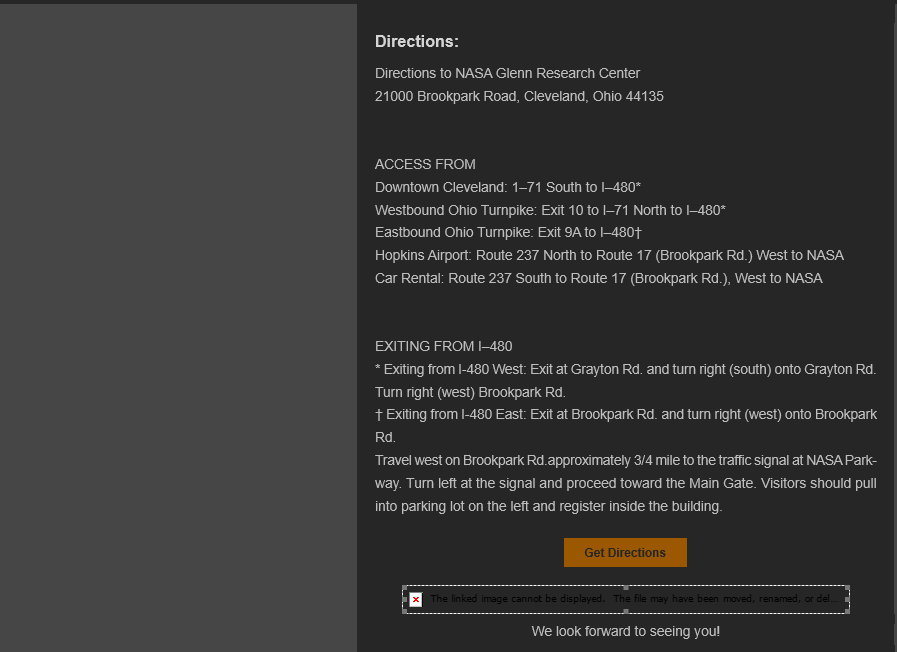 Directions:
Directions to NASA Glenn Research Center
21000 Brookpark Road, Cleveland, Ohio 44135
ACCESS FROM
Downtown Cleveland: 1–71 South to I–480*
Westbound Ohio Turnpike: Exit 10 to I–71 North to I–480*
Eastbound Ohio Turnpike: Exit 9A to I–480†
Hopkins Airport: Route 237 North to Route 17 (Brookpark Rd.) West to NASA
Car Rental: Route 237 South to Route 17 (Brookpark Rd.), West to NASA
EXITING FROM I–480
* Exiting from I-480 West: Exit at Grayton Rd. and turn right (south) onto Grayton Rd.
Turn right (west) Brookpark Rd.
† Exiting from I-480 East: Exit at Brookpark Rd. and turn right (west) onto Brookpark
Rd.
Travel west on Brookpark Rd.approximately 3/4 mile to the traffic signal at NASA Park-
way. Turn left at the signal and proceed toward the Main Gate. Visitors should pull
into parking lot on the left and register inside the building.
Get Directions
The linked image cannot be displayed. The file may have been moved, renamed, or del...
We look forward to seeing you!